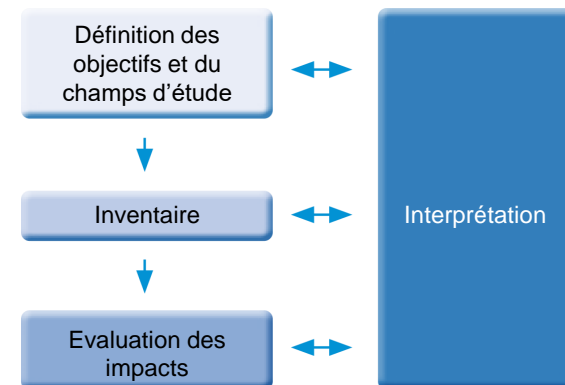 Définition des
objectifs et du
champs d'étude
Inventaire
Interprétation
Evaluation des
impacts